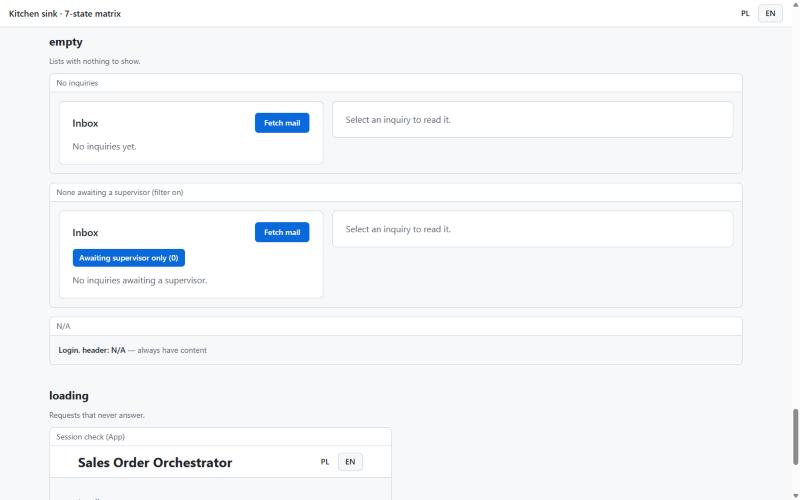 Kitchen sink · 7-state matrix
PL EN
empty
Lists with nothing to show.
No inquiries
Inbox
Fetch mail
No inquiries yet.
Select an inquiry to read it.
None awaiting a supervisor (filter on)
Inbox
Fetch mail
Awaiting supervisor only (0)
No inquiries awaiting a supervisor.
Select an inquiry to read it.
N/A
Login, header: N/A — always have content
loading
Requests that never answer.
Session check (App)
Sales Order Orchestrator
PL EN